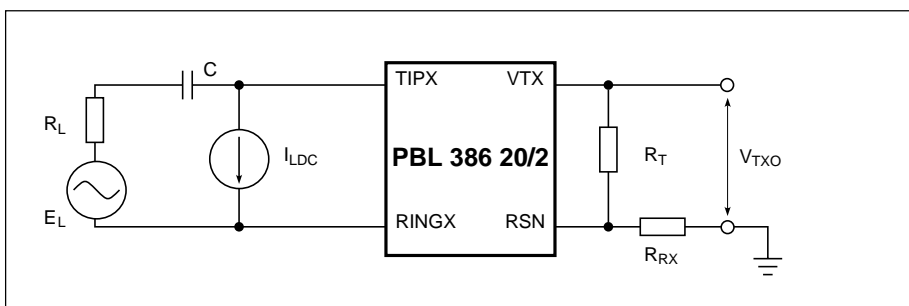 C
TIPX
VTX
R_L
I_LDC
PBL 386 20/2
R_T
V_TXO
E_L
RINGX
RSN
R_RX